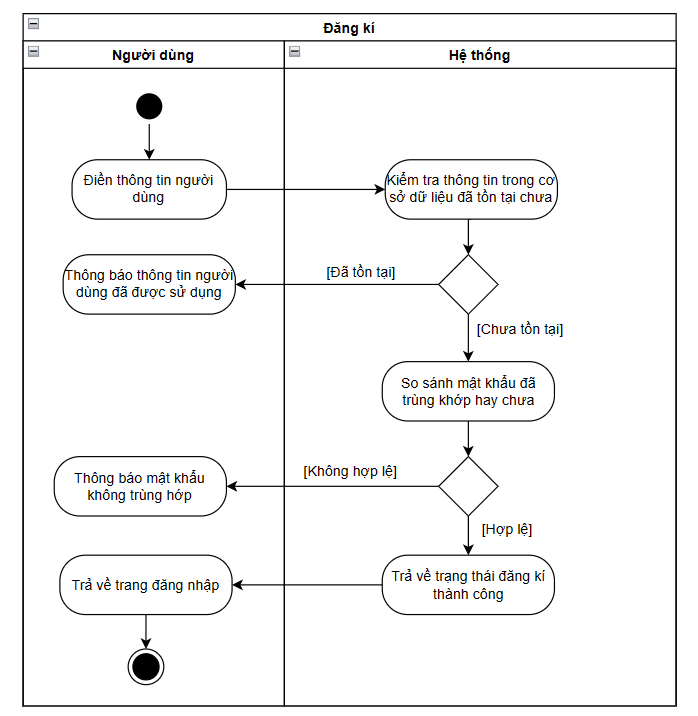 Đăng kí
Người dùng
Hệ thống
Điền thông tin người
dùng
Kiểm tra thông tin trong cơ
sở dữ liệu đã tồn tại chưa
Thông báo thông tin người
dùng đã được sử dụng
[Đã tồn tại]
[Chưa tồn tại]
So sánh mật khẩu đã
trùng khớp hay chưa
Thông báo mật khẩu
không trùng hớp
[Không hợp lệ]
[Hợp lệ]
Trả về trang đăng nhập
Trả về trạng thái đăng kí
thành công